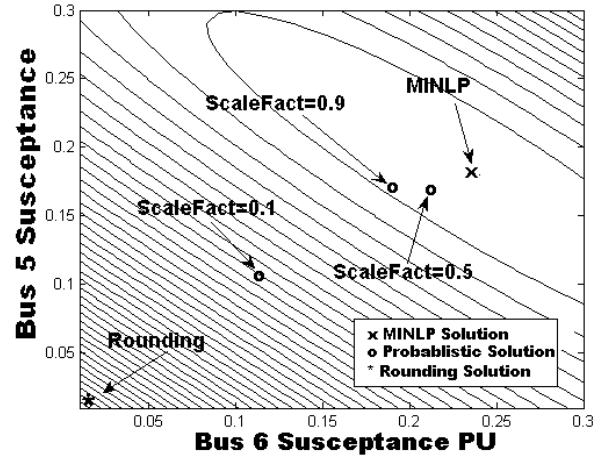 0.3
0.25
0.2
0.15
0.1
0.05
Bus 5 Susceptance
MINLP
ScaleFact=0.9
ScaleFact=0.1
ScaleFact=0.5
Rounding
x MINLP Solution
o Probablistic Solution
* Rounding Solution
0.05 0.1 0.15 0.2 0.25 0.3
Bus 6 Susceptance PU